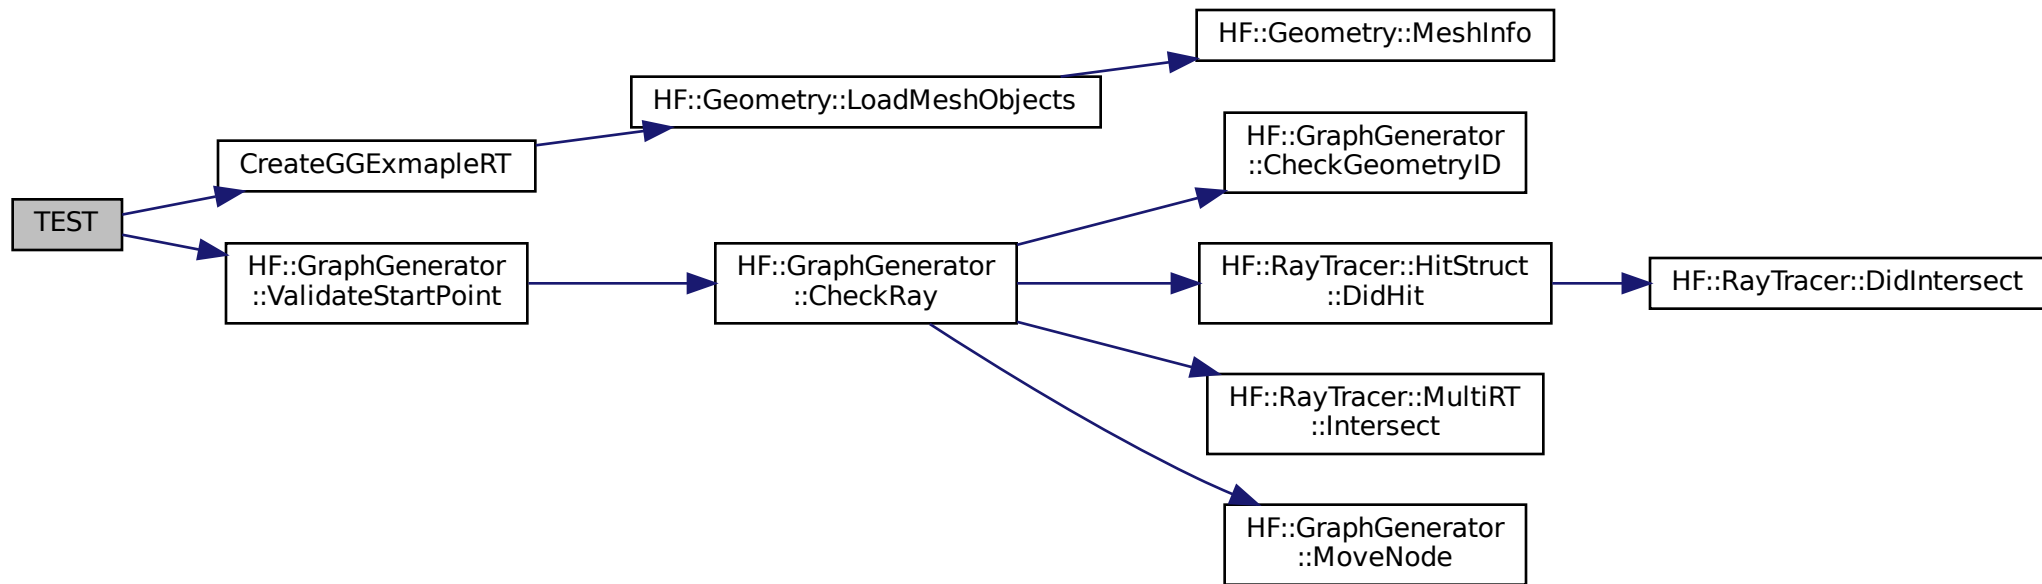 TEST
CreateGGExmapleRT
HF::Geometry::LoadMeshObjects
HF::Geometry::MeshInfo
HF::GraphGenerator
::ValidateStartPoint
HF::GraphGenerator
::CheckRay
HF::GraphGenerator
::CheckGeometryID
HF::RayTracer::HitStruct
::DidHit
HF::RayTracer::DidIntersect
HF::RayTracer::MultiRT
::Intersect
HF::GraphGenerator
::MoveNode